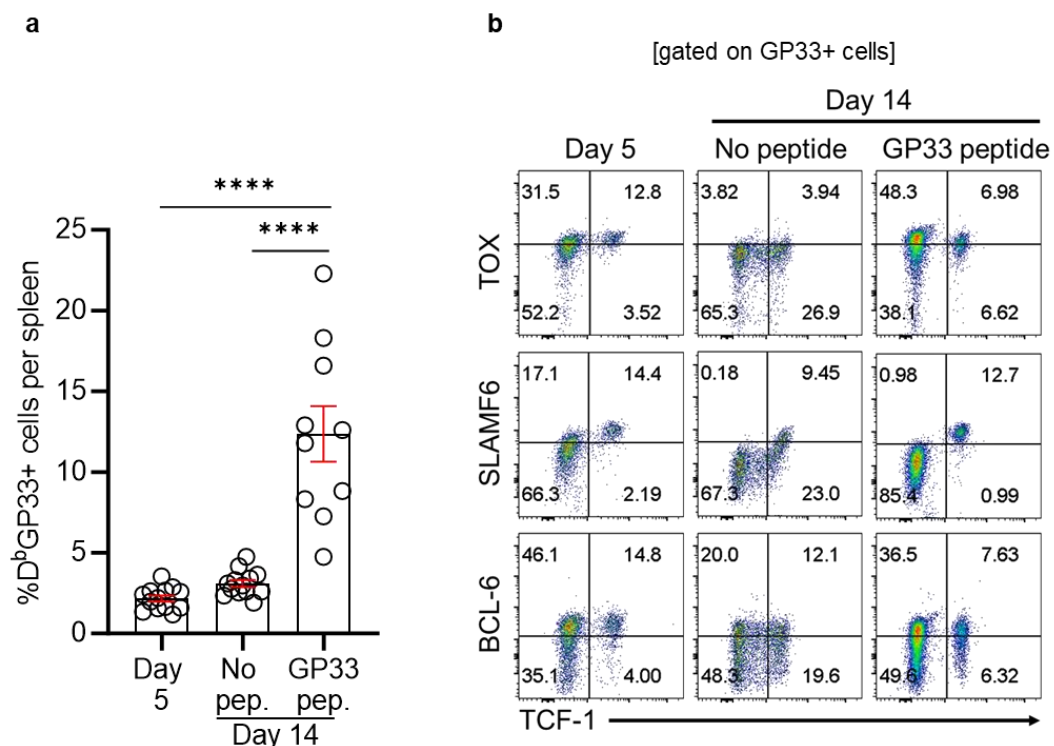 a
b
[gated on GP33+ cells]
Day 14
Day 5
No peptide
GP33 peptide
****
****
%DbGP33+ cells per spleen
25
20
15
10
5
0
Day 5
No pep.
GP33 pep.
Day 14
TOX
31.5 12.8
52.2 3.52
3.82 3.94
65.3 26.9
48.3 6.98
38.1 6.62
SLAMF6
17.1 14.4
66.3 2.19
0.18 9.45
67.3 23.0
0.98 12.7
85.4 0.99
BCL-6
46.1 14.8
35.1 4.00
20.0 12.1
48.3 19.6
36.5 7.63
49.6 6.32
TCF-1